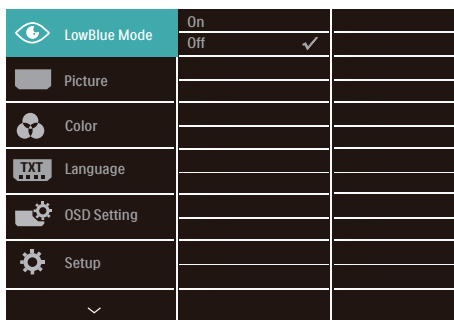 LowBlue Mode
On
Off
Picture
Color
TXT
Language
OSD Setting
Setup